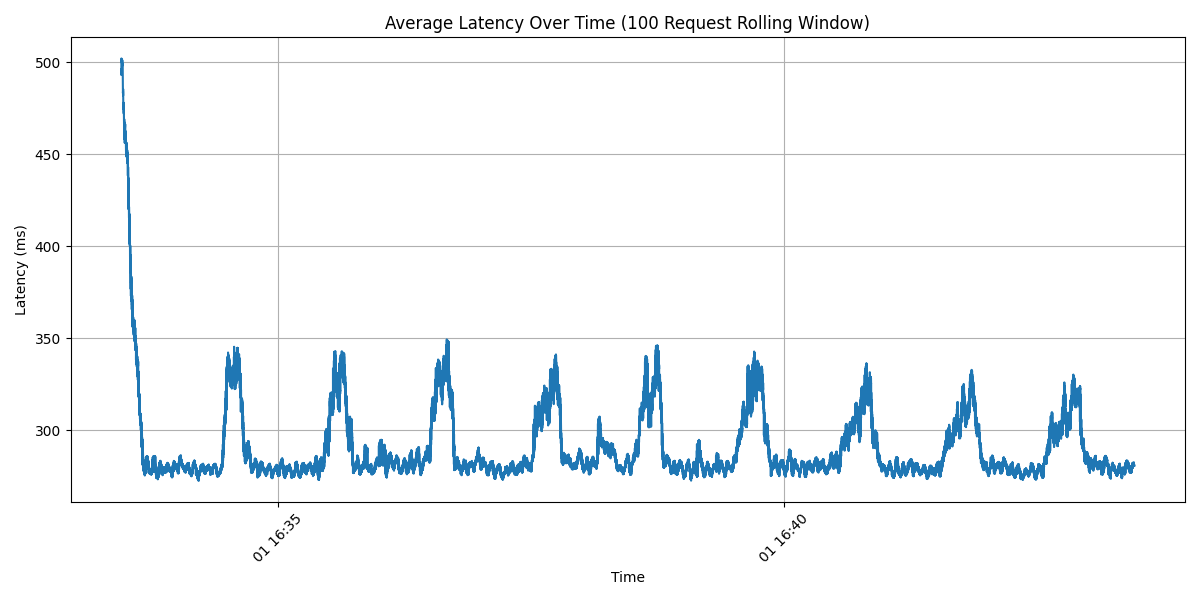 Average Latency Over Time (100 Request Rolling Window)
500
450
400
350
300
Latency (ms)
01 16:35
01 16:40
Time